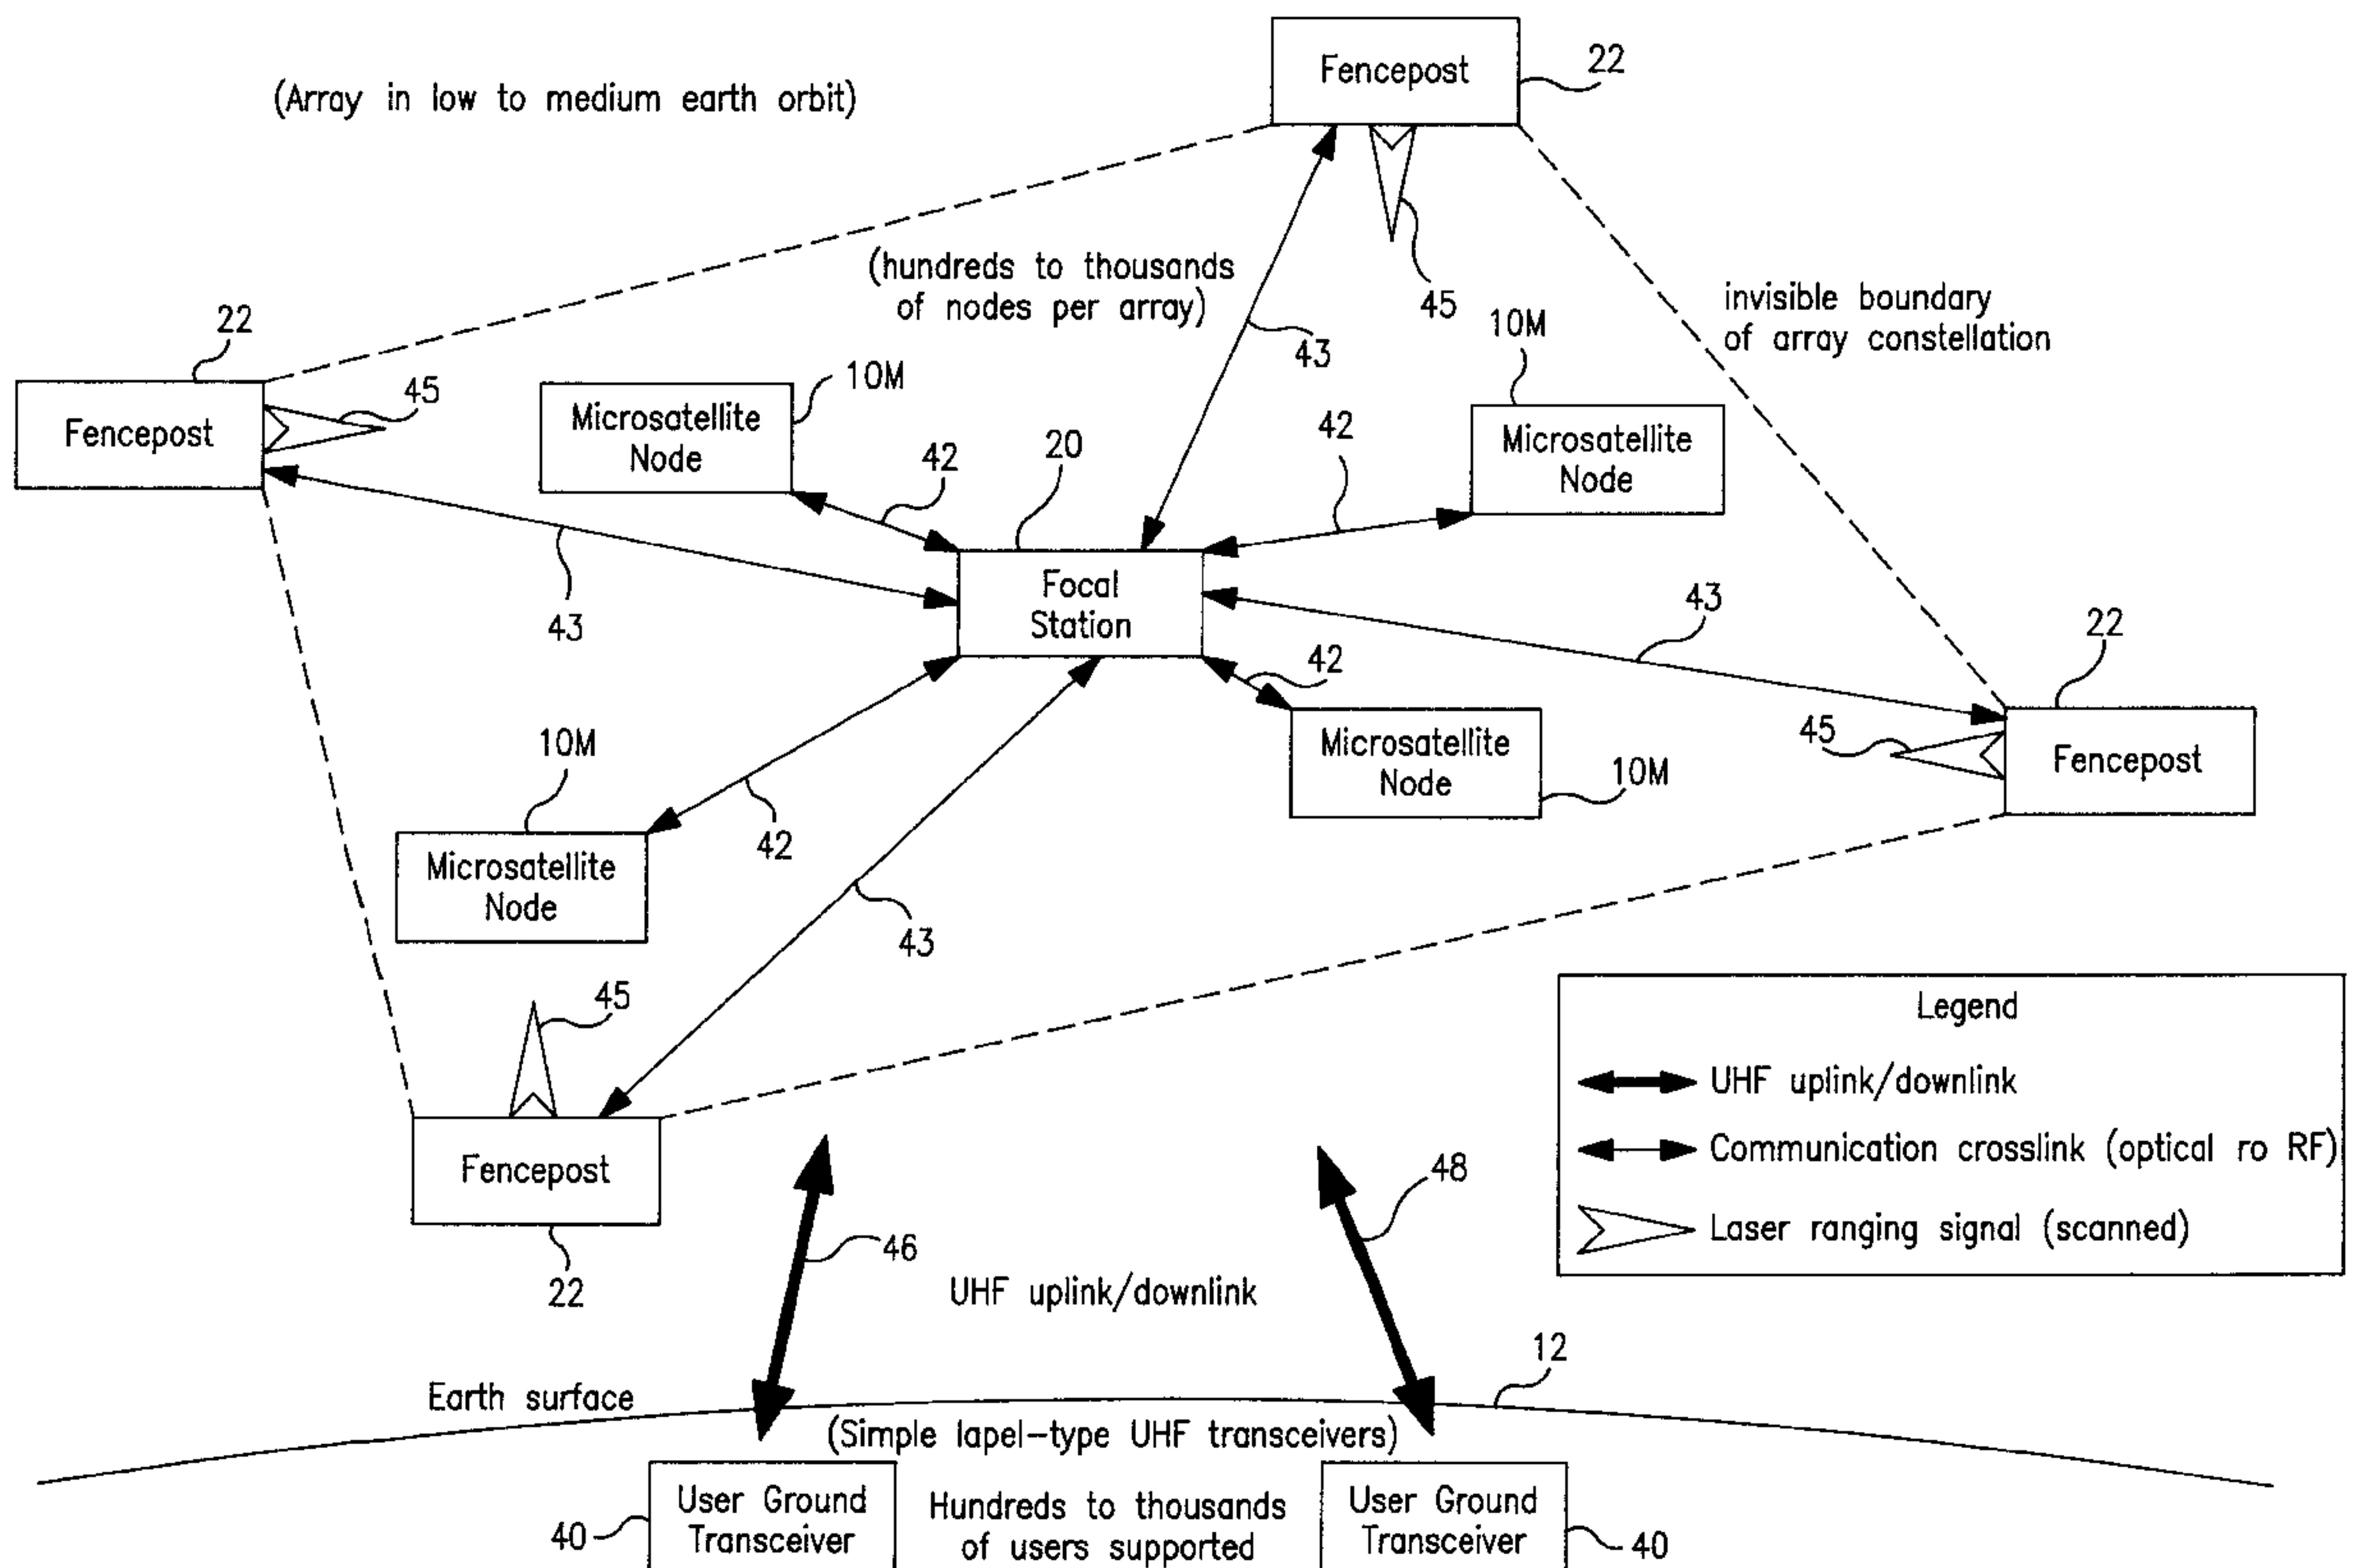 (Array in low to medium earth orbit)
Fencepost
22
45
(hundreds to thousands
of nodes per array)
43
invisible boundary
of array constellation
22
Fencepost
45
43
Microsatellite
Node
10M
42
20
42
10M
Microsatellite
Node
Focal
Station
43
22
45
Fencepost
42
Microsatellite
Node
10M
10M
Microsatellite
Node
42
43
45
Fencepost
22
Legend
UHF uplink/downlink
Communication crosslink (optical ro RF)
Laser ranging signal (scanned)
46
UHF uplink/downlink
48
12
Earth surface
(Simple lapel-type UHF transceivers)
40
User Ground
Transceiver
Hundreds to thousands
of users supported
User Ground
Transceiver
40